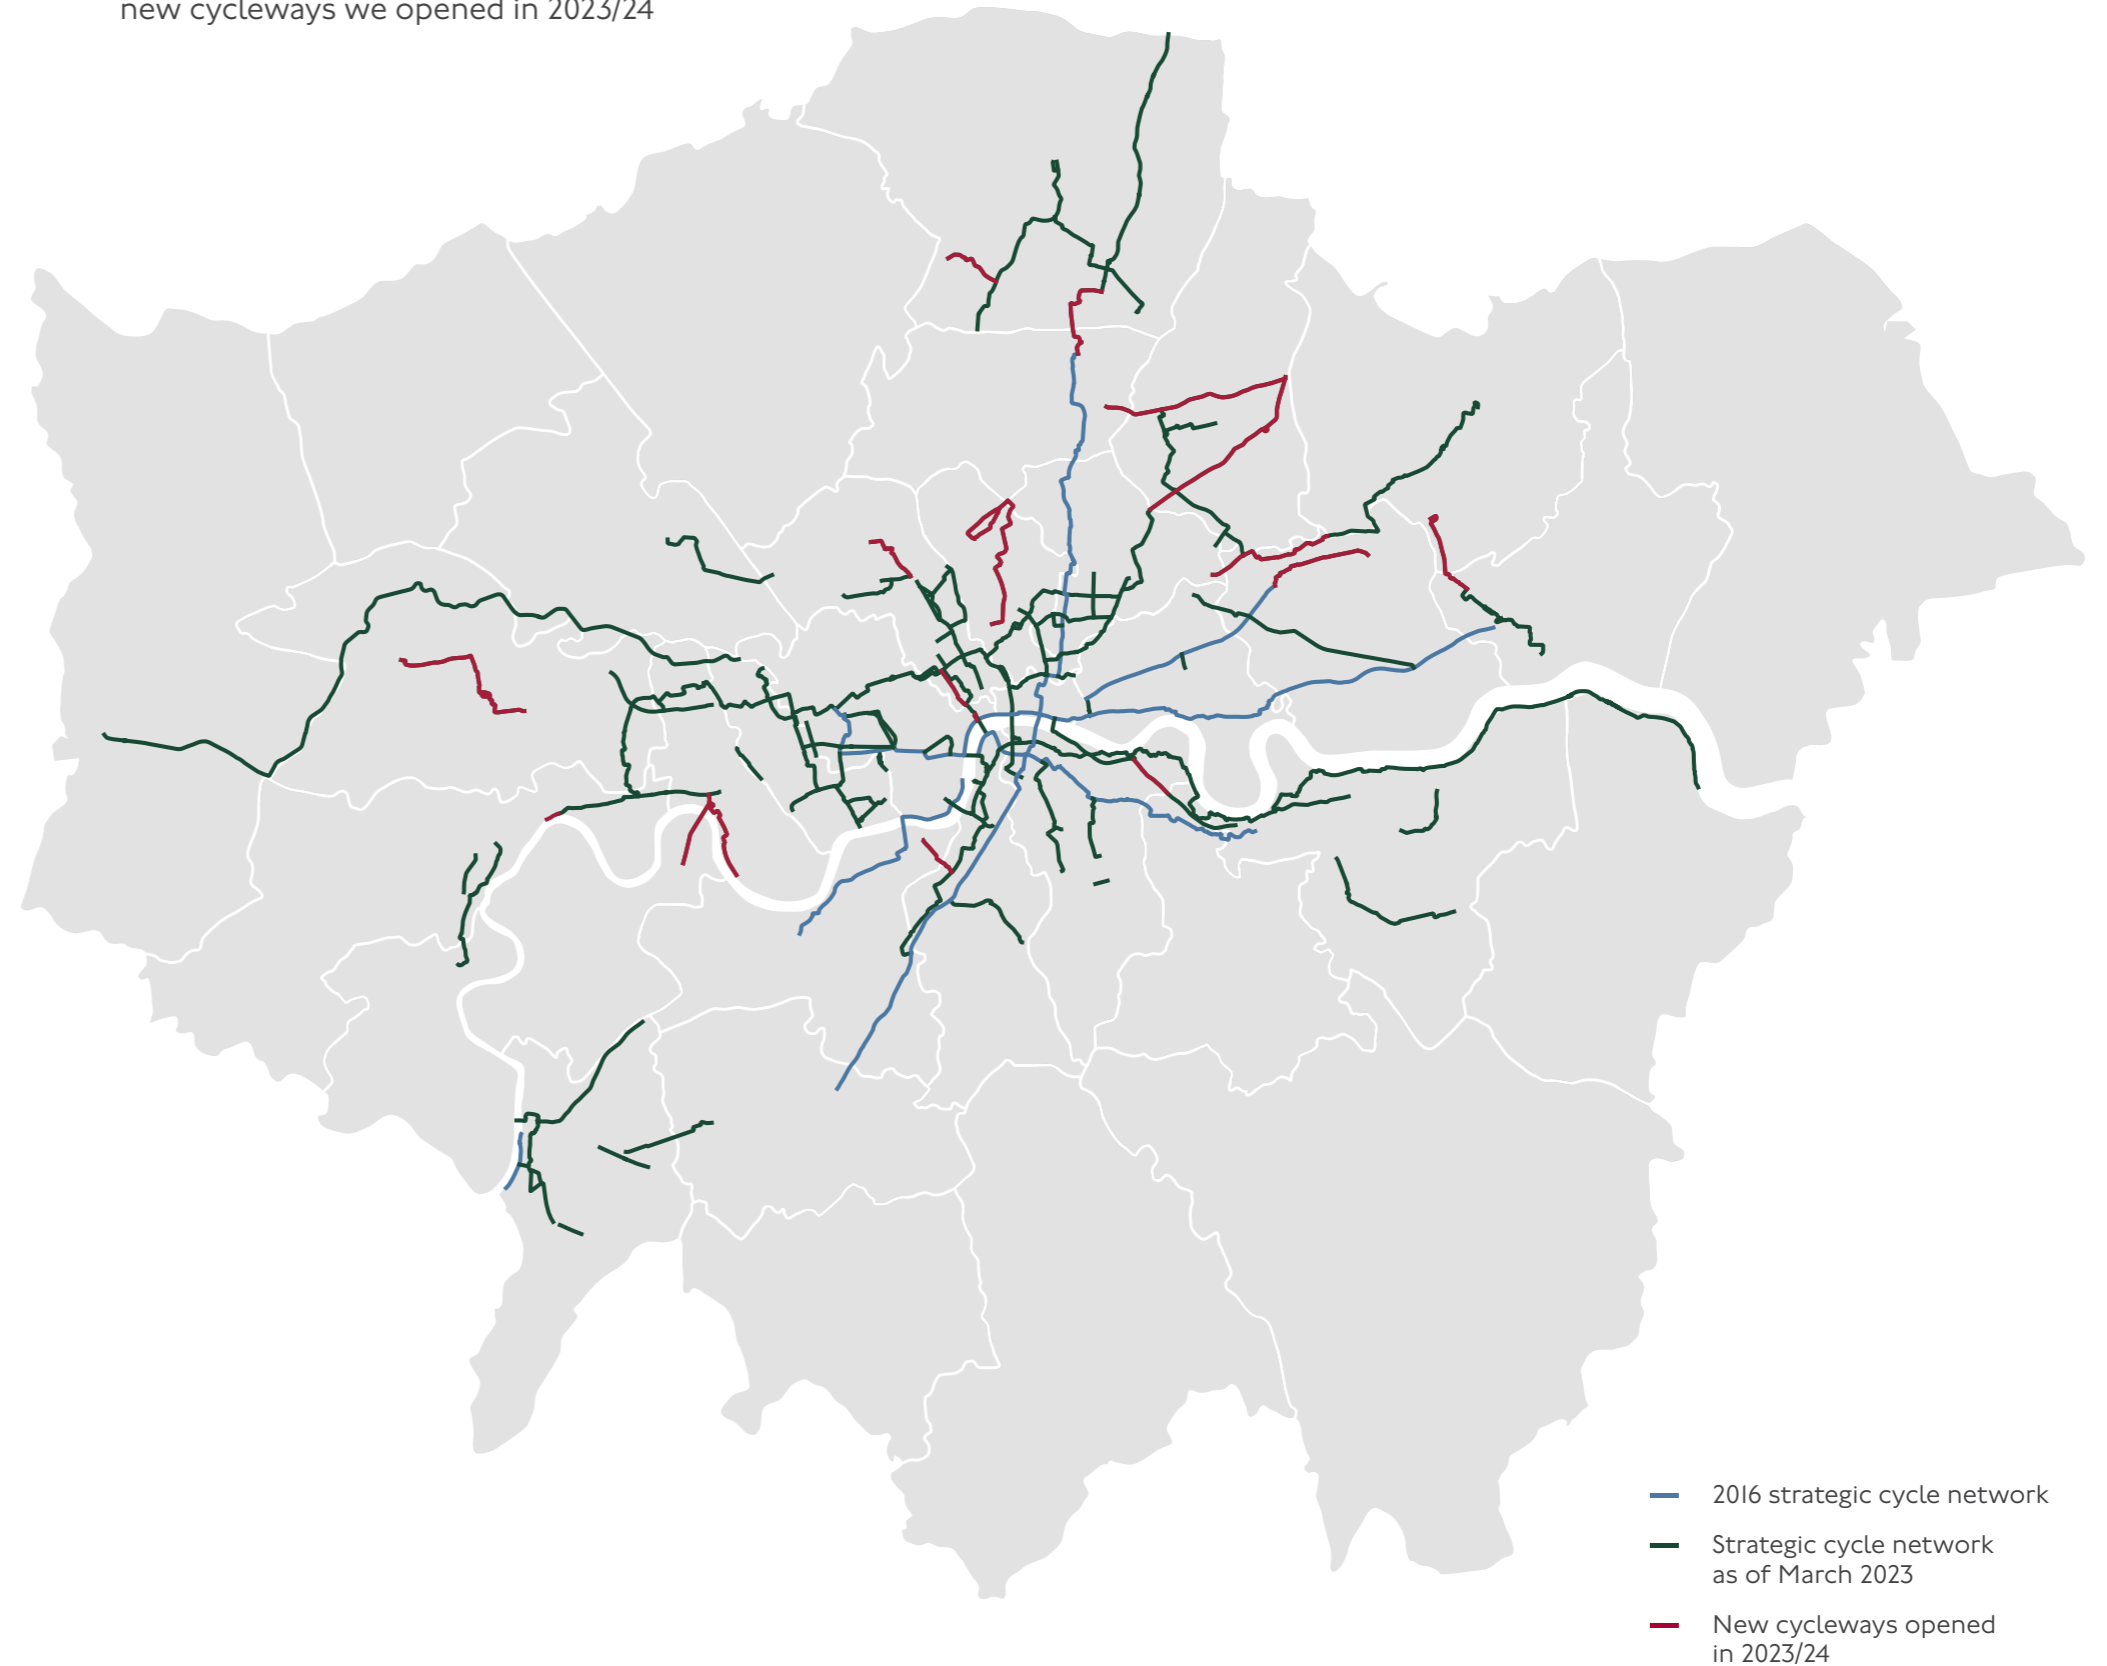 new cycleways we opened in 2023/24
2016 strategic cycle network
Strategic cycle network
as of March 2023
New cycleways opened
in 2023/24